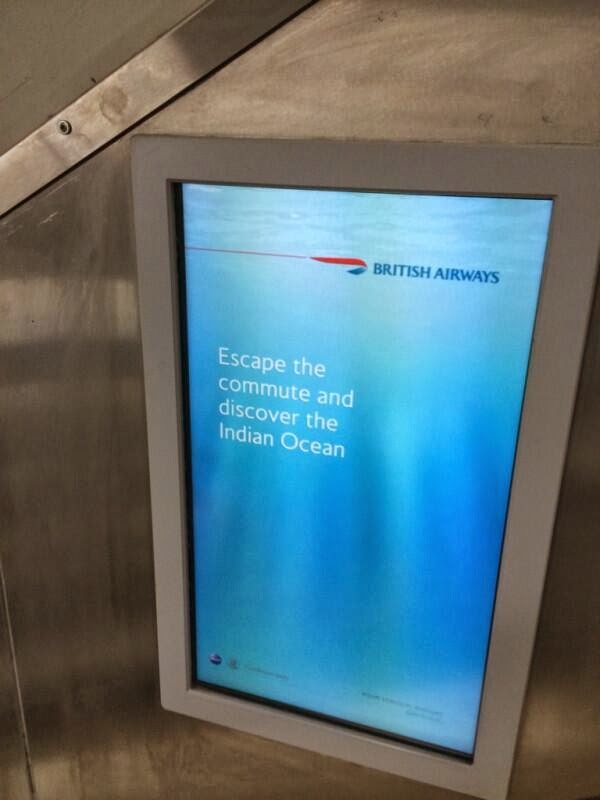 BRITISH AIRWAYS
Escape the
commute and
discover the
Indian Ocean